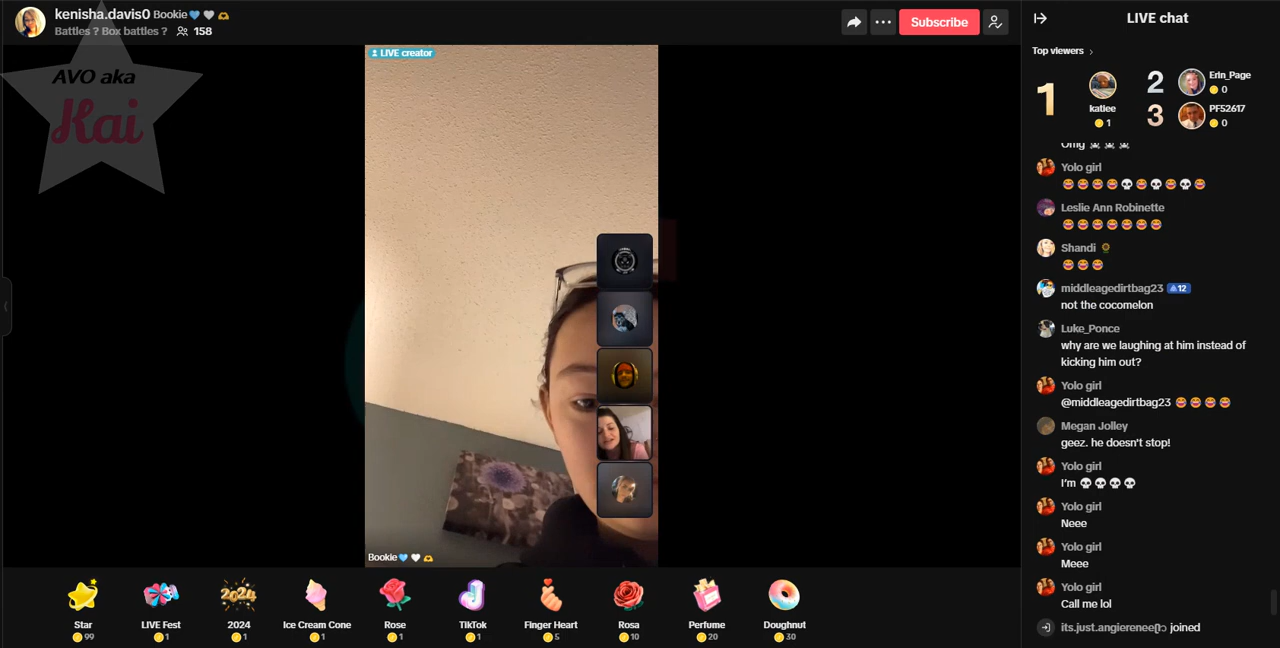 kenisha.davis0 Bookie💙🤍🫶
Battles ? Box battles ? 158
Subscribe
AVO aka
Kai
LIVE creator
Bookie💙🤍🫶
Star
99
LIVE Fest
1
2024
2024
1
Ice Cream Cone
1
Rose
1
TikTok
1
Finger Heart
5
Rosa
10
Perfume
20
Doughnut
30
LIVE chat
Top viewers
1
katlee
1
2
Erin_Page
0
3
PF52617
0
Omg ☠☠☠
Yolo girl
😂😂😂😂💀😂💀😂💀😂
Leslie Ann Robinette
😂😂😂😂😂😂😂
Shandi 🌻
😂😂😂
middleagedirtbag23 12
not the cocomelon
Luke_Ponce
why are we laughing at him instead of
kicking him out?
Yolo girl
@middleagedirtbag23 😂😂😂😂
Megan Jolley
geez. he doesn't stop!
Yolo girl
I'm 💀💀💀💀
Yolo girl
Neee
Yolo girl
Meee
Yolo girl
Call me lol
joined